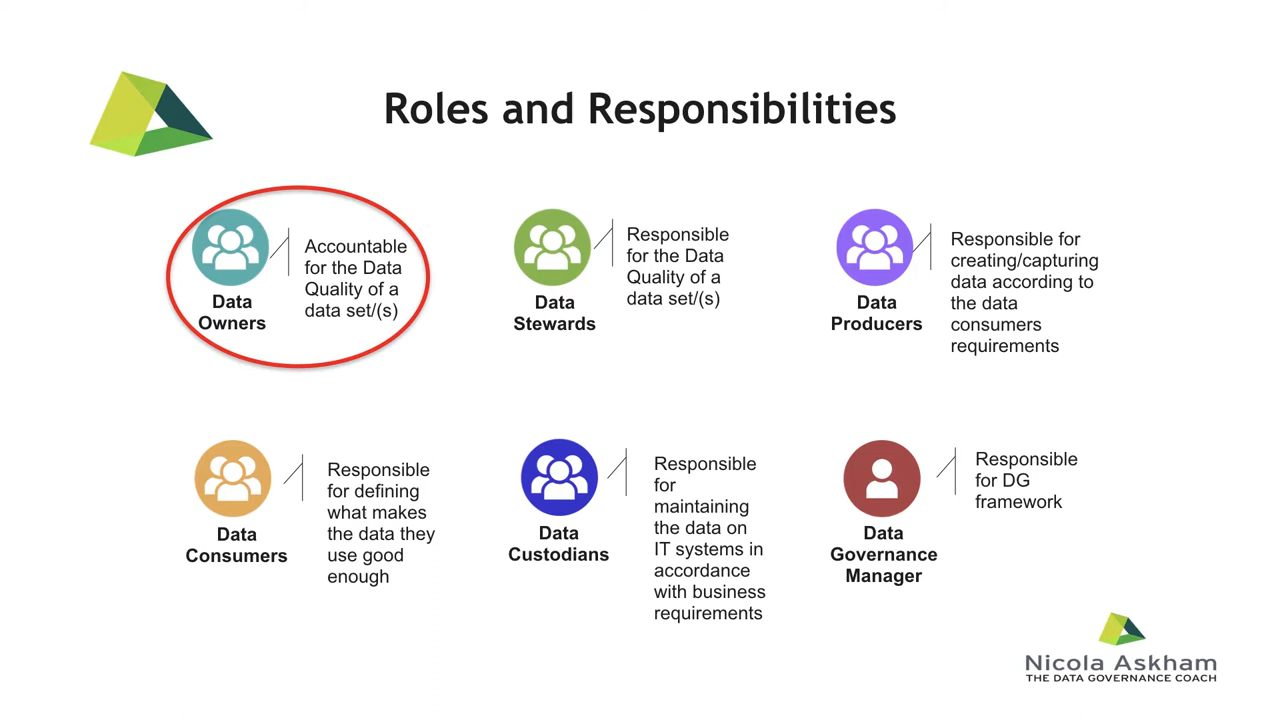 Roles and Responsibilities
Data
Owners
Accountable
for the Data
Quality of a
data set/(s)
Data
Stewards
Responsible
for the Data
Quality of a
data set/(s)
Data
Producers
Responsible for
creating/capturing
data according to
the data
consumers
requirements
Data
Consumers
Responsible
for defining
what makes
the data they
use good
enough
Data
Custodians
Responsible
for
maintaining
the data on
IT systems in
accordance
with business
requirements
Data
Governance
Manager
Responsible
for DG
framework
Nicola Askham
THE DATA GOVERNANCE COACH